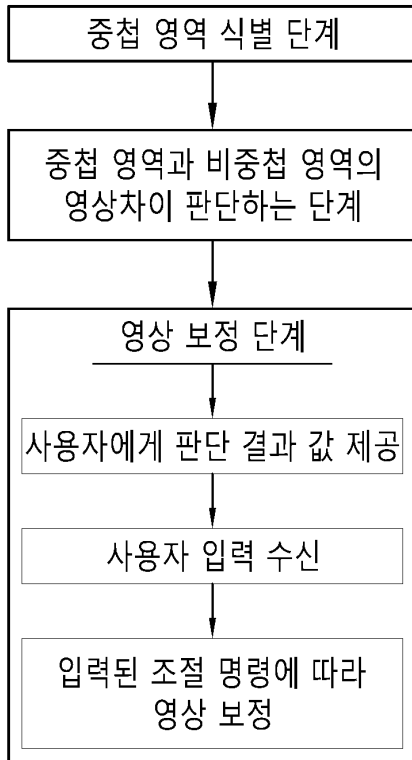 중첩 영역 식별 단계
중첩 영역과 비중첩 영역의
영상차이 판단하는 단계
영상 보정 단계
사용자에게 판단 결과 값 제공
사용자 입력 수신
입력된 조절 명령에 따라
영상 보정